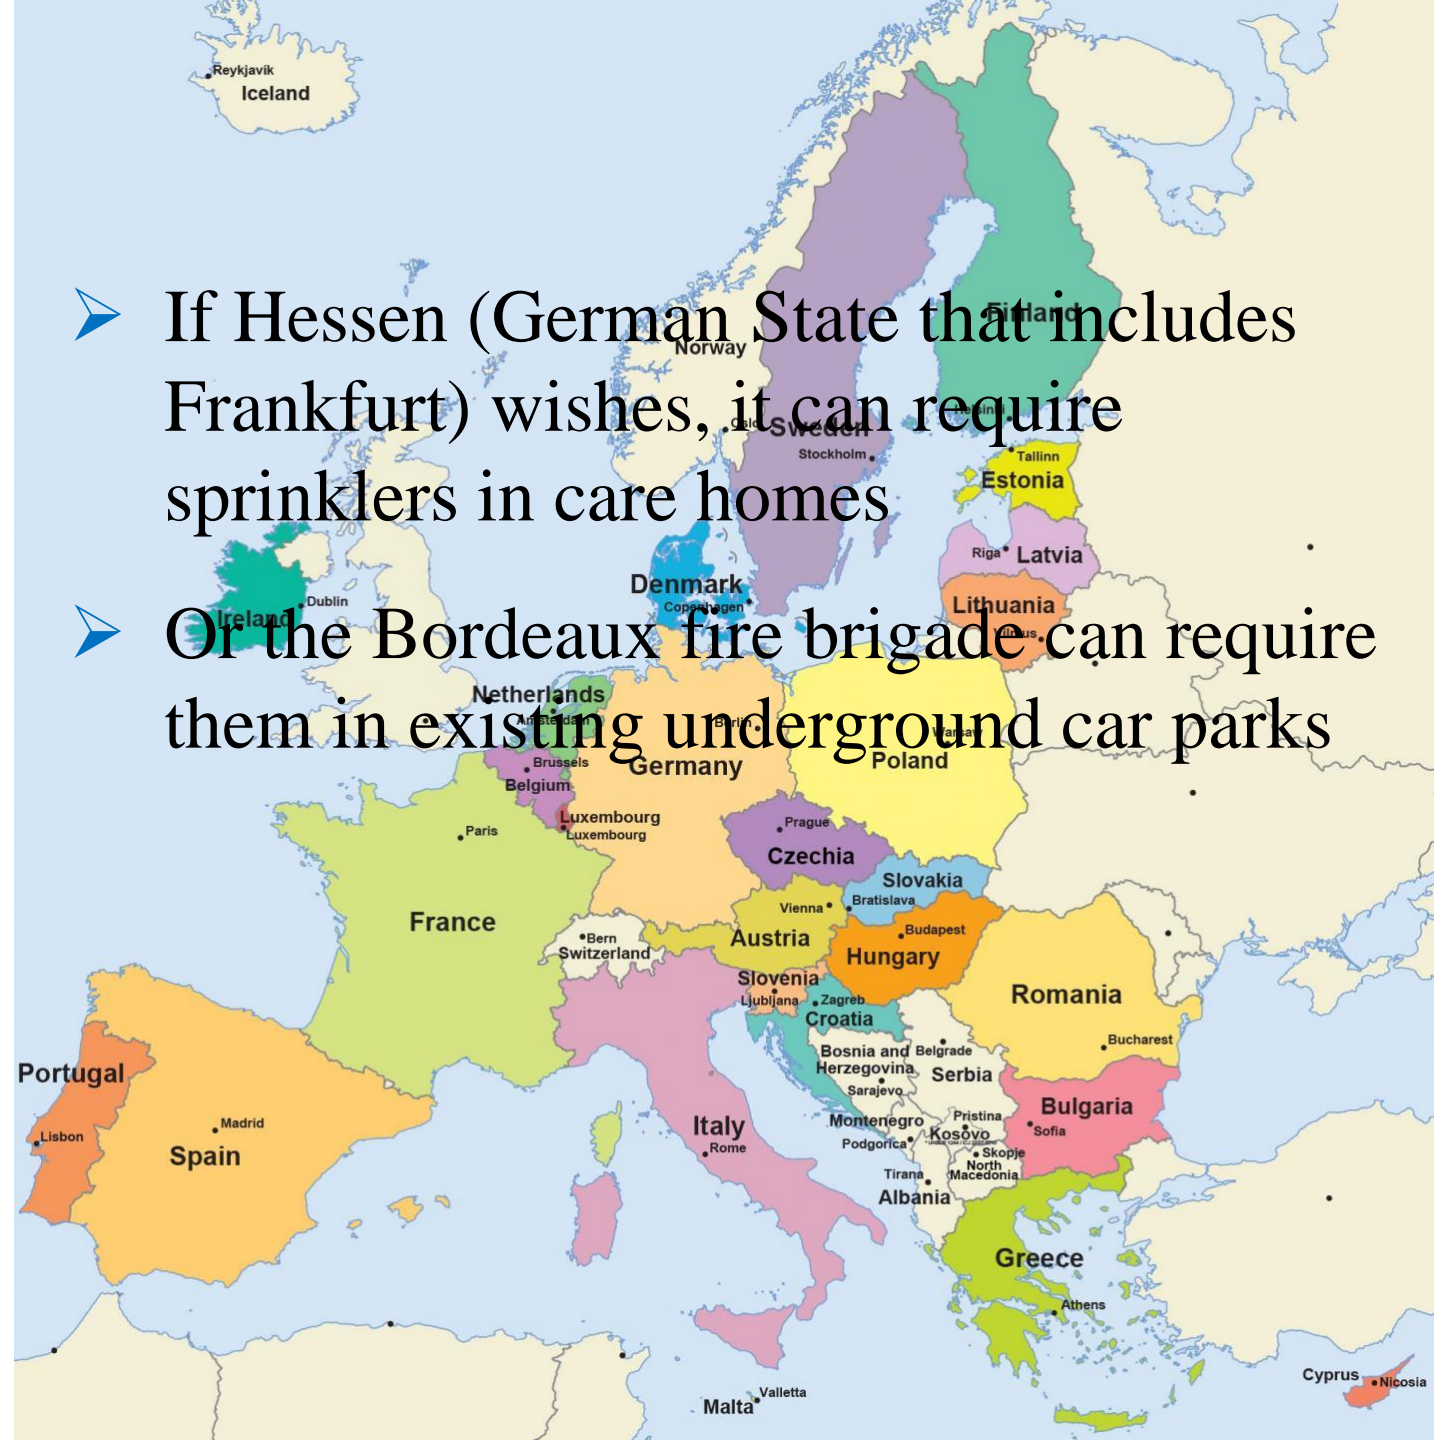 Reykjavík
Iceland
➢ If Hessen (German State that includes
Frankfurt) wishes, it can require
sprinklers in care homes
➢ Or the Bordeaux fire brigade can require
them in existing underground car parks
Finland
Norway
Helsinki
Oslo
Sweden
Stockholm
Tallinn
Estonia
Riga
Latvia
Denmark
Copenhagen
Lithuania
Vilnius
Dublin
Ireland
Netherlands
Amsterdam
Berlin
Warsaw
Poland
Brussels
Germany
Belgium
Luxembourg
Luxembourg
Paris
Prague
Czechia
Slovakia
Bratislava
Vienna
France
Budapest
Austria
Bern
Switzerland
Hungary
Slovenia
Ljubljana
Zagreb
Croatia
Romania
Bucharest
Bosnia and
Herzegovina
Sarajevo
Belgrade
Serbia
Portugal
Lisbon
Madrid
Spain
Italy
Rome
Montenegro
Podgorica
Pristina
Kosovo
Bulgaria
Sofia
Skopje
North
Macedonia
Tirana
Albania
Greece
Athens
Malta
Valletta
Cyprus
Nicosia